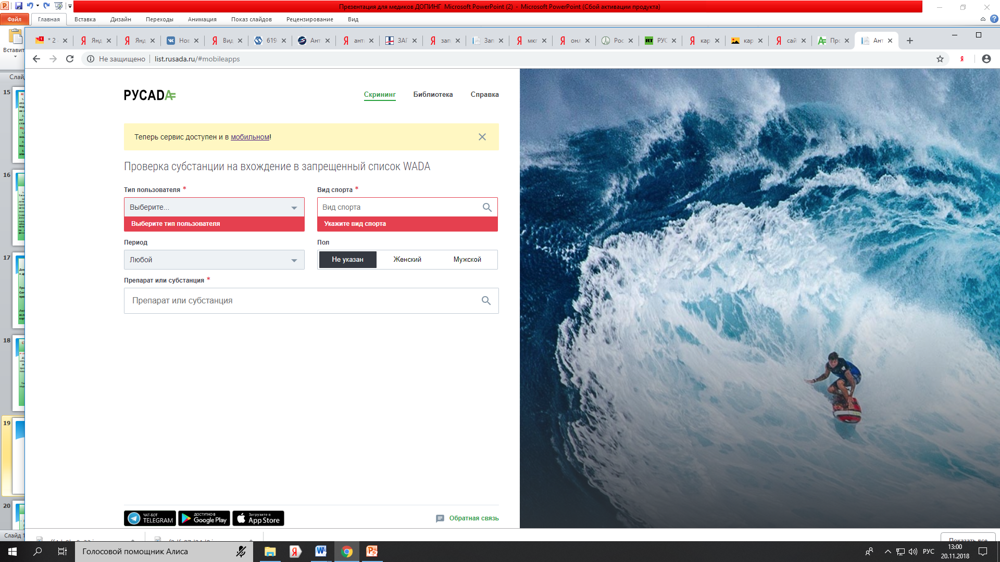 Презентация для медиков ДОПИНГ. Microsoft PowerPoint (2) - Microsoft PowerPoint (Сбой активации продукта)
Файл Главная Вставка Дизайн Переходы Анимация Показ слайдов Рецензирование Вид
* 2 Янд Янд Нов Вид 619 Ант анти ЗАГ зап Зап мкг онл Рос РУС кар кар сай Про Ант
Вставит
Не защищено list.rusada.ru/#mobileapps
Слай
15
16
17
18
19
20
Слайд 1
РУСАДА
Скрининг Библиотека Справка
Теперь сервис доступен и в мобильном!
Проверка субстанции на вхождение в запрещенный список WADA
Тип пользователя * Вид спорта *
Выберите... Вид спорта
Выберите тип пользователя Укажите вид спорта
Период Пол
Любой Не указан Женский Мужской
Препарат или субстанция *
Препарат или субстанция
ЧАТ-БОТ TELEGRAM
ДОСТУПНО В Google Play
Загрузите в App Store
Обратная связь
Показать все
Голосовой помощник Алиса
РУС
13:00
20.11.2018